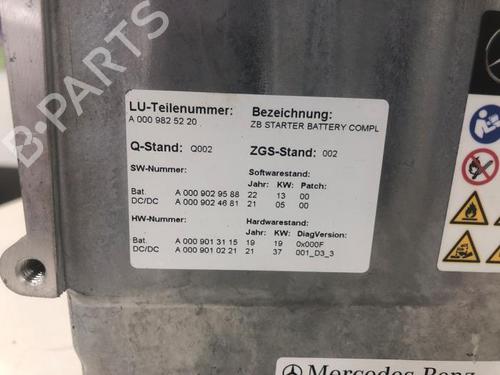 B-PARTS
LU-Teilenummer: Bezeichnung:
A 000 982 52 20 ZB STARTER BATTERY COMPL
Q-Stand: Q002 ZGS-Stand: 002
SW-Nummer: Softwarestand:
Jahr: KW: Patch:
Bat. A 000 902 95 88 22 13 00
DC/DC A 000 902 46 81 21 05 00
HW-Nummer: Hardwarestand:
Jahr: KW: DiagVersion:
Bat. A 000 901 31 15 19 19 0x000F
DC/DC A 000 901 02 21 21 37 001_D3_3
Mercedes-Benz